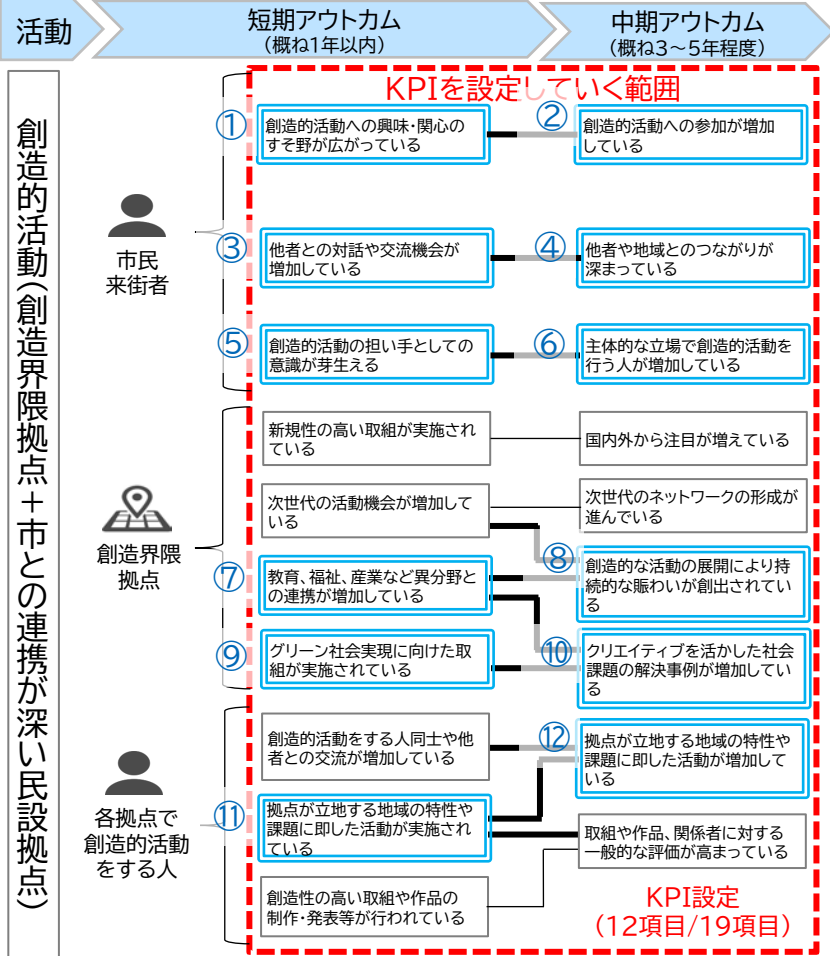 活動
短期アウトカム
（概ね1年以内）
中期アウトカム
（概ね3～5年程度）
創造的活動（創造界隈拠点＋市との連携が深い民設拠点）
KPIを設定していく範囲
市民
来街者
①
創造的活動への興味・関心の
すそ野が広がっている
②
創造的活動への参加が増加
している
③
他者との対話や交流機会が
増加している
④
他者や地域とのつながりが
深まっている
⑤
創造的活動の担い手としての
意識が芽生える
⑥
主体的な立場で創造的活動を
行う人が増加している
創造界隈
拠点
新規性の高い取組が実施され
ている
国内外から注目が増えている
次世代の活動機会が増加して
いる
次世代のネットワークの形成が
進んでいる
⑦
教育、福祉、産業など異分野と
の連携が増加している
⑧
創造的な活動の展開により持
続的な賑わいが創出されてい
る
⑨
グリーン社会実現に向けた取
組が実施されている
⑩
クリエイティブを活かした社会
課題の解決事例が増加してい
る
各拠点で
創造的活動
をする人
創造的活動をする人同士や他
者との交流が増加している
⑫
拠点が立地する地域の特性や
課題に即した活動が増加して
いる
⑪
拠点が立地する地域の特性や
課題に即した活動が実施され
ている
取組や作品、関係者に対する
一般的な評価が高まっている
創造性の高い取組や作品の
制作・発表等が行われている
KPI設定
（12項目/19項目）